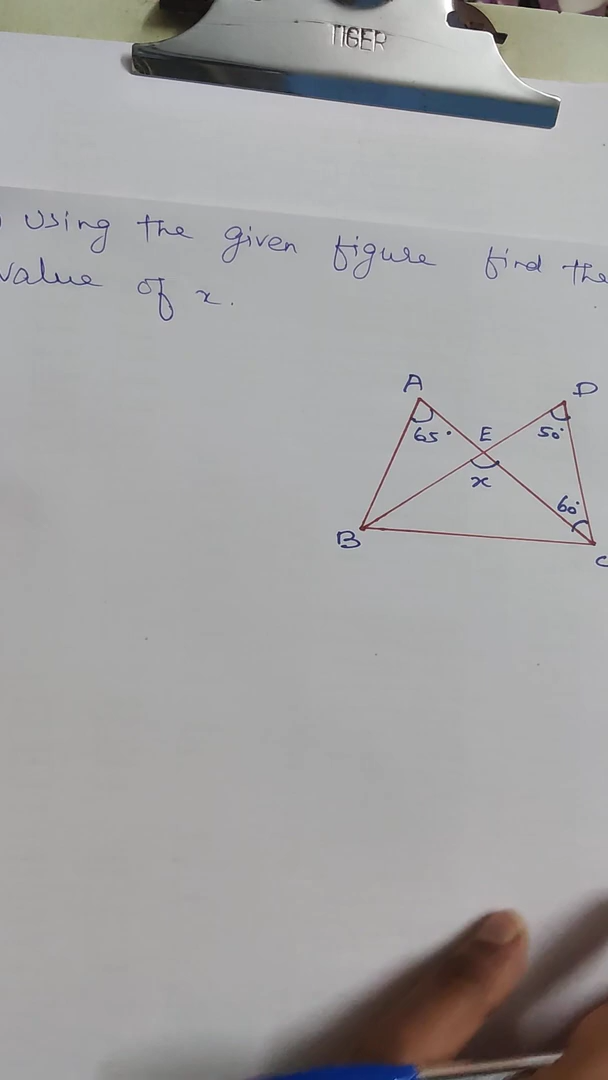 TIGER
Using the given figure find the
value of x.
A
D
65°
E
50°
x
60°
B
C